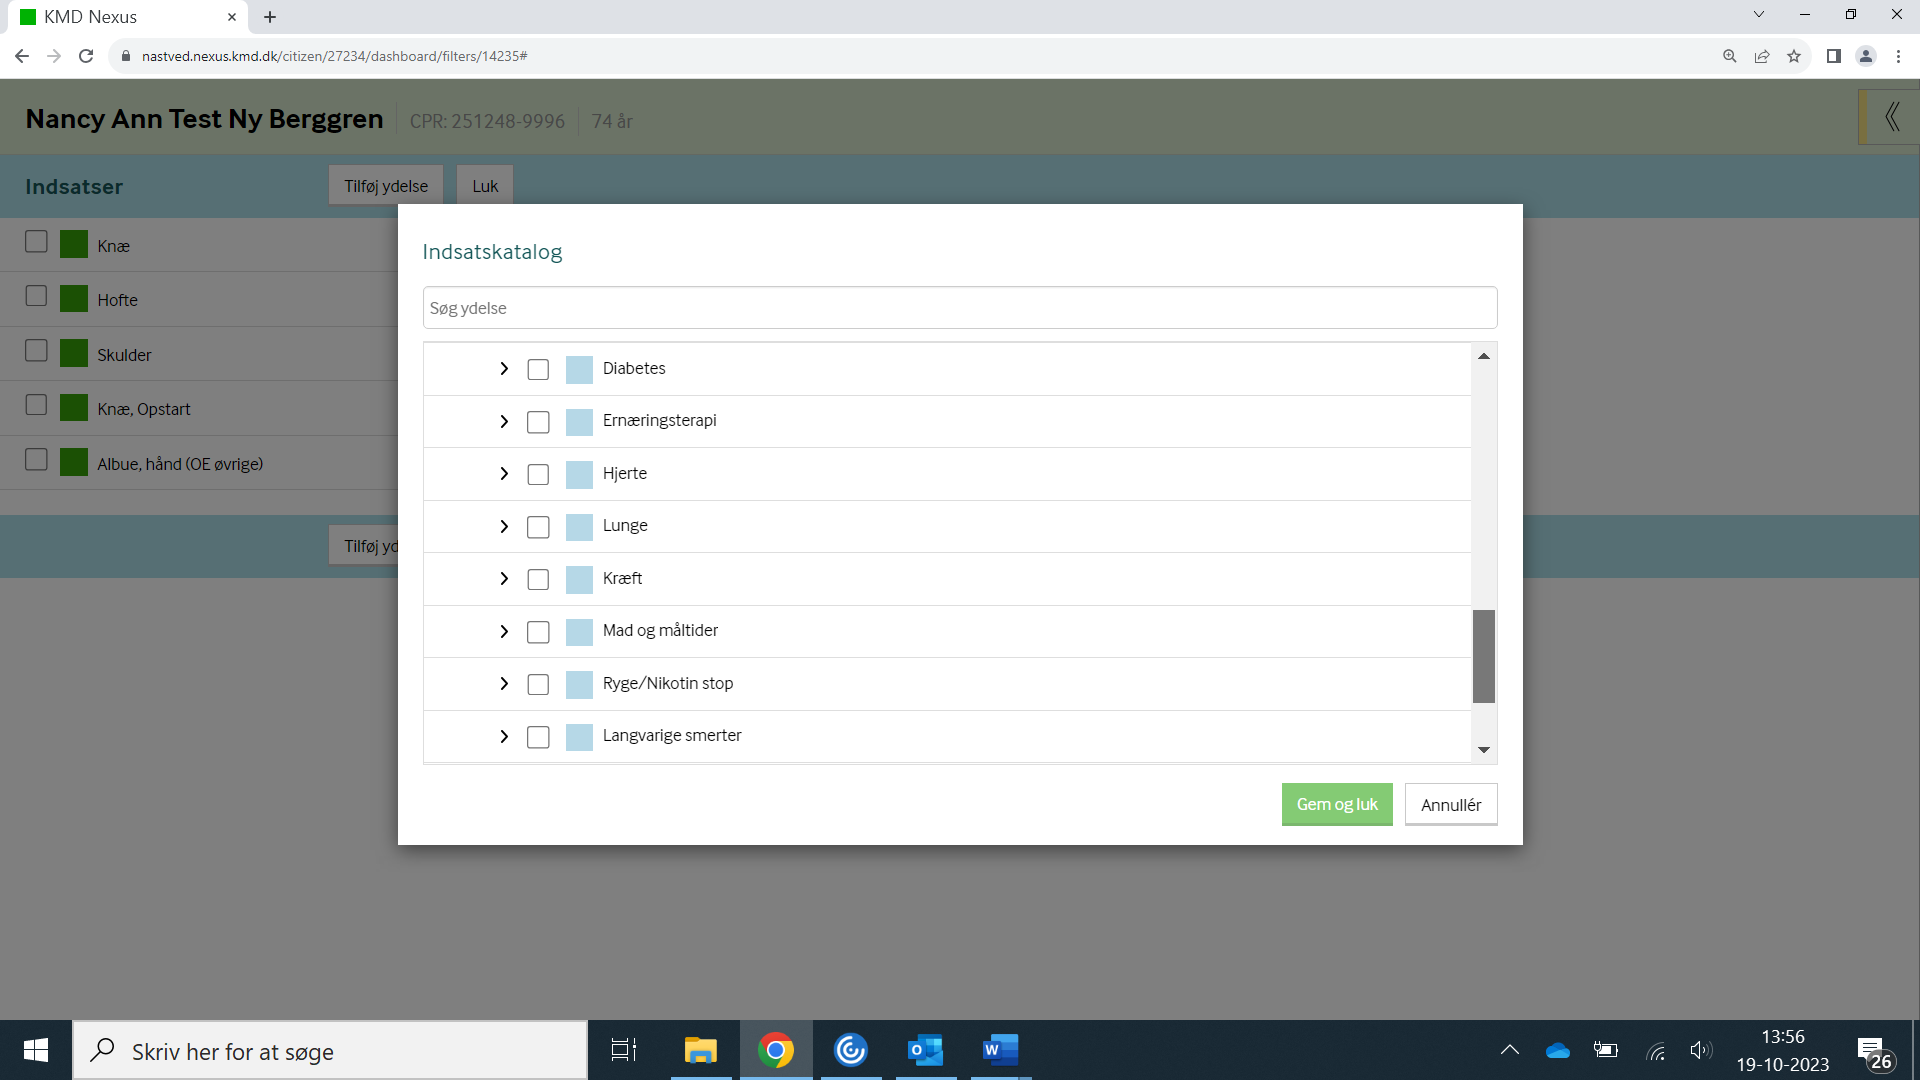 KMD Nexus
nastved.nexus.kmd.dk/citizen/27234/dashboard/filters/14235#
Nancy Ann Test Ny Berggren CPR: 251248-9996 74 år
Indsatser Tilføj ydelse Luk
Knæ
Hofte
Skulder
Knæ, Opstart
Albue, hånd (OE øvrige)
Tilføj yd
Indsatskatalog
Søg ydelse
Diabetes
Ernæringsterapi
Hjerte
Lunge
Kræft
Mad og måltider
Ryge/Nikotin stop
Langvarige smerter
Gem og luk Annullér
Skriv her for at søge
13:56
19-10-2023
26